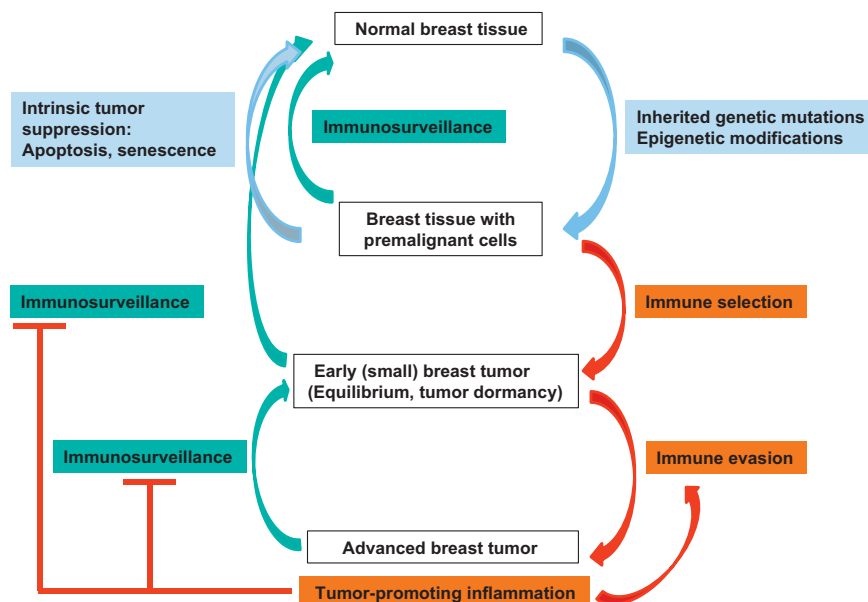 Normal breast tissue
Intrinsic tumor
suppression:
Apoptosis, senescence
Immunosurveillance
Inherited genetic mutations
Epigenetic modifications
Breast tissue with
premalignant cells
Immunosurveillance
Immune selection
Early (small) breast tumor
(Equilibrium, tumor dormancy)
Immunosurveillance
Immune evasion
Advanced breast tumor
Tumor-promoting inflammation